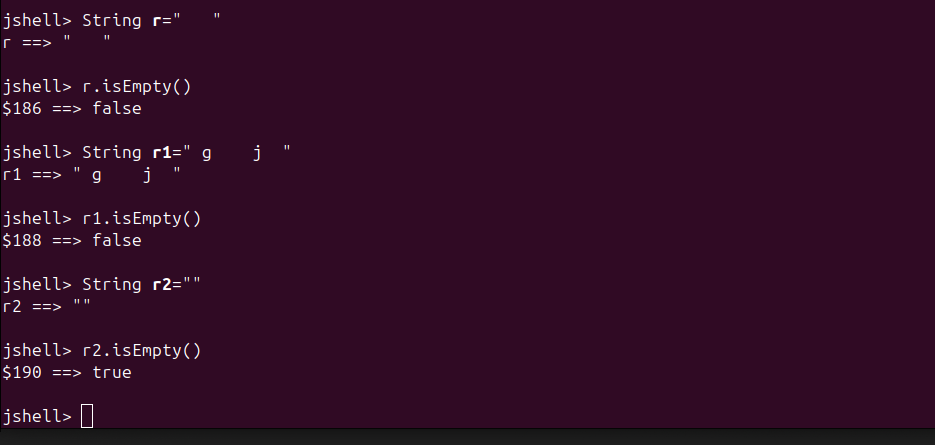 jshell> String r="   "
r ==> "   "
jshell> r.isEmpty()
$186 ==> false
jshell> String r1=" g    j  "
r1 ==> " g    j  "
jshell> r1.isEmpty()
$188 ==> false
jshell> String r2=""
r2 ==> ""
jshell> r2.isEmpty()
$190 ==> true
jshell>